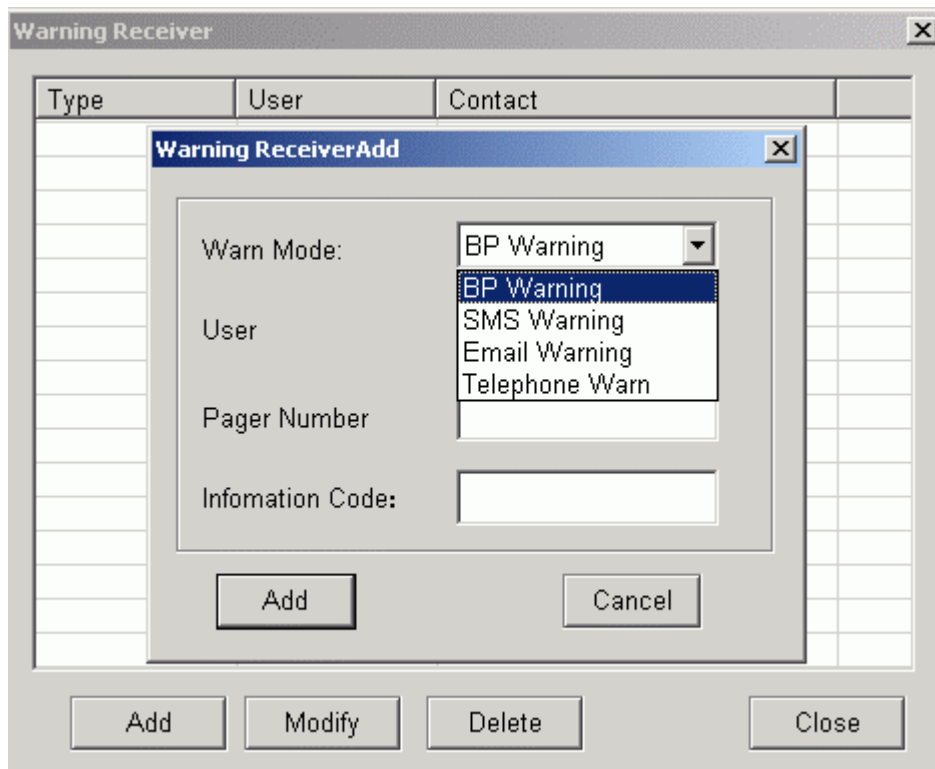 Warning Receiver
Type User Contact
Warning ReceiverAdd
Warn Mode: BP Warning
BP Warning
SMS Warning
User
Email Warning
Telephone Warn
Pager Number
Infomation Code:
Add Cancel
Add Modify Delete Close